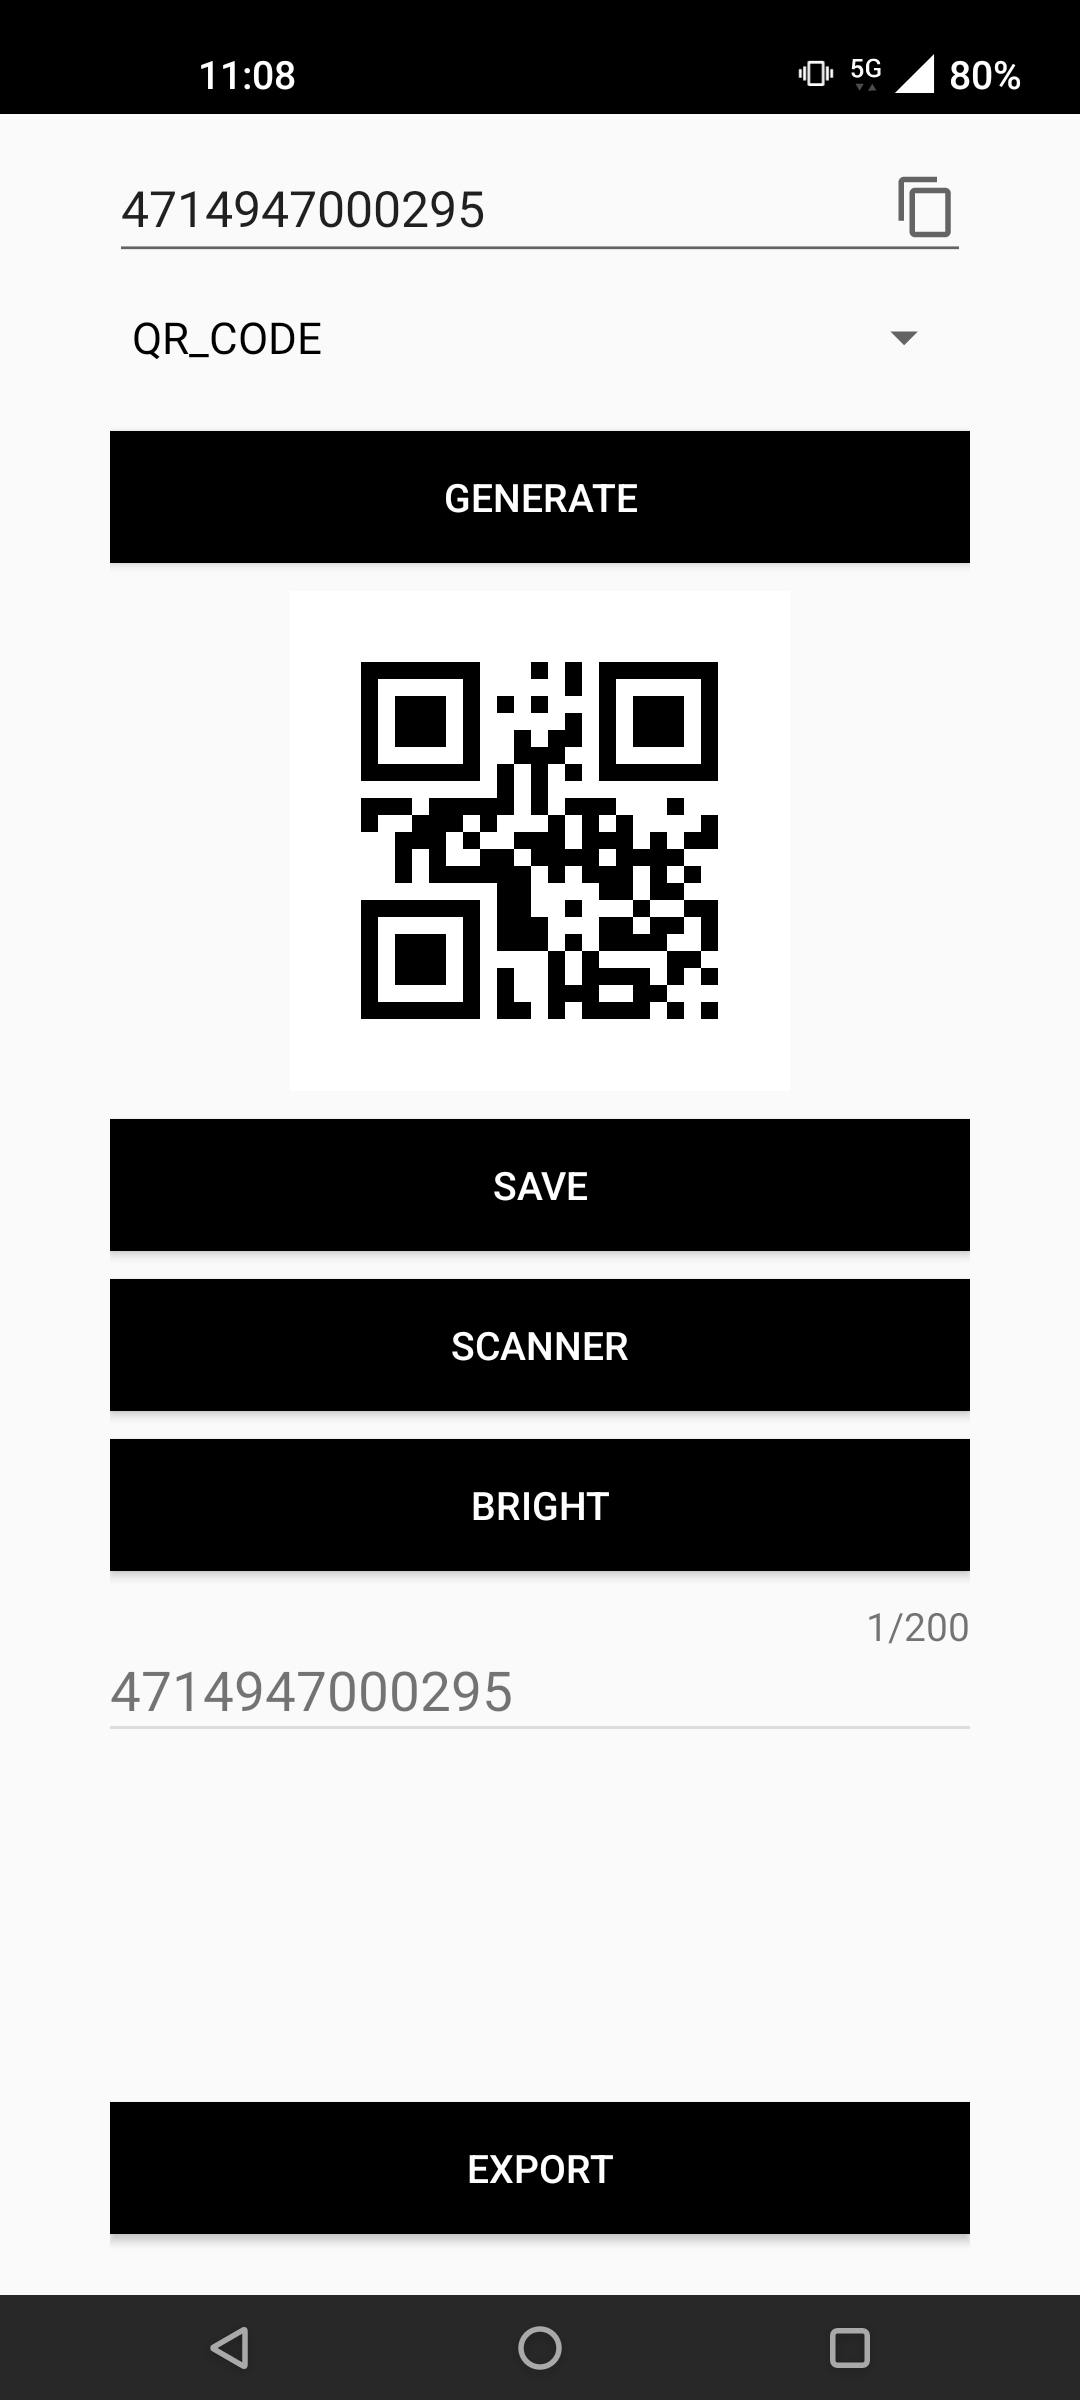 11:08 5G 80%
4714947000295
QR_CODE
GENERATE
SAVE
SCANNER
BRIGHT
1/200
4714947000295
EXPORT